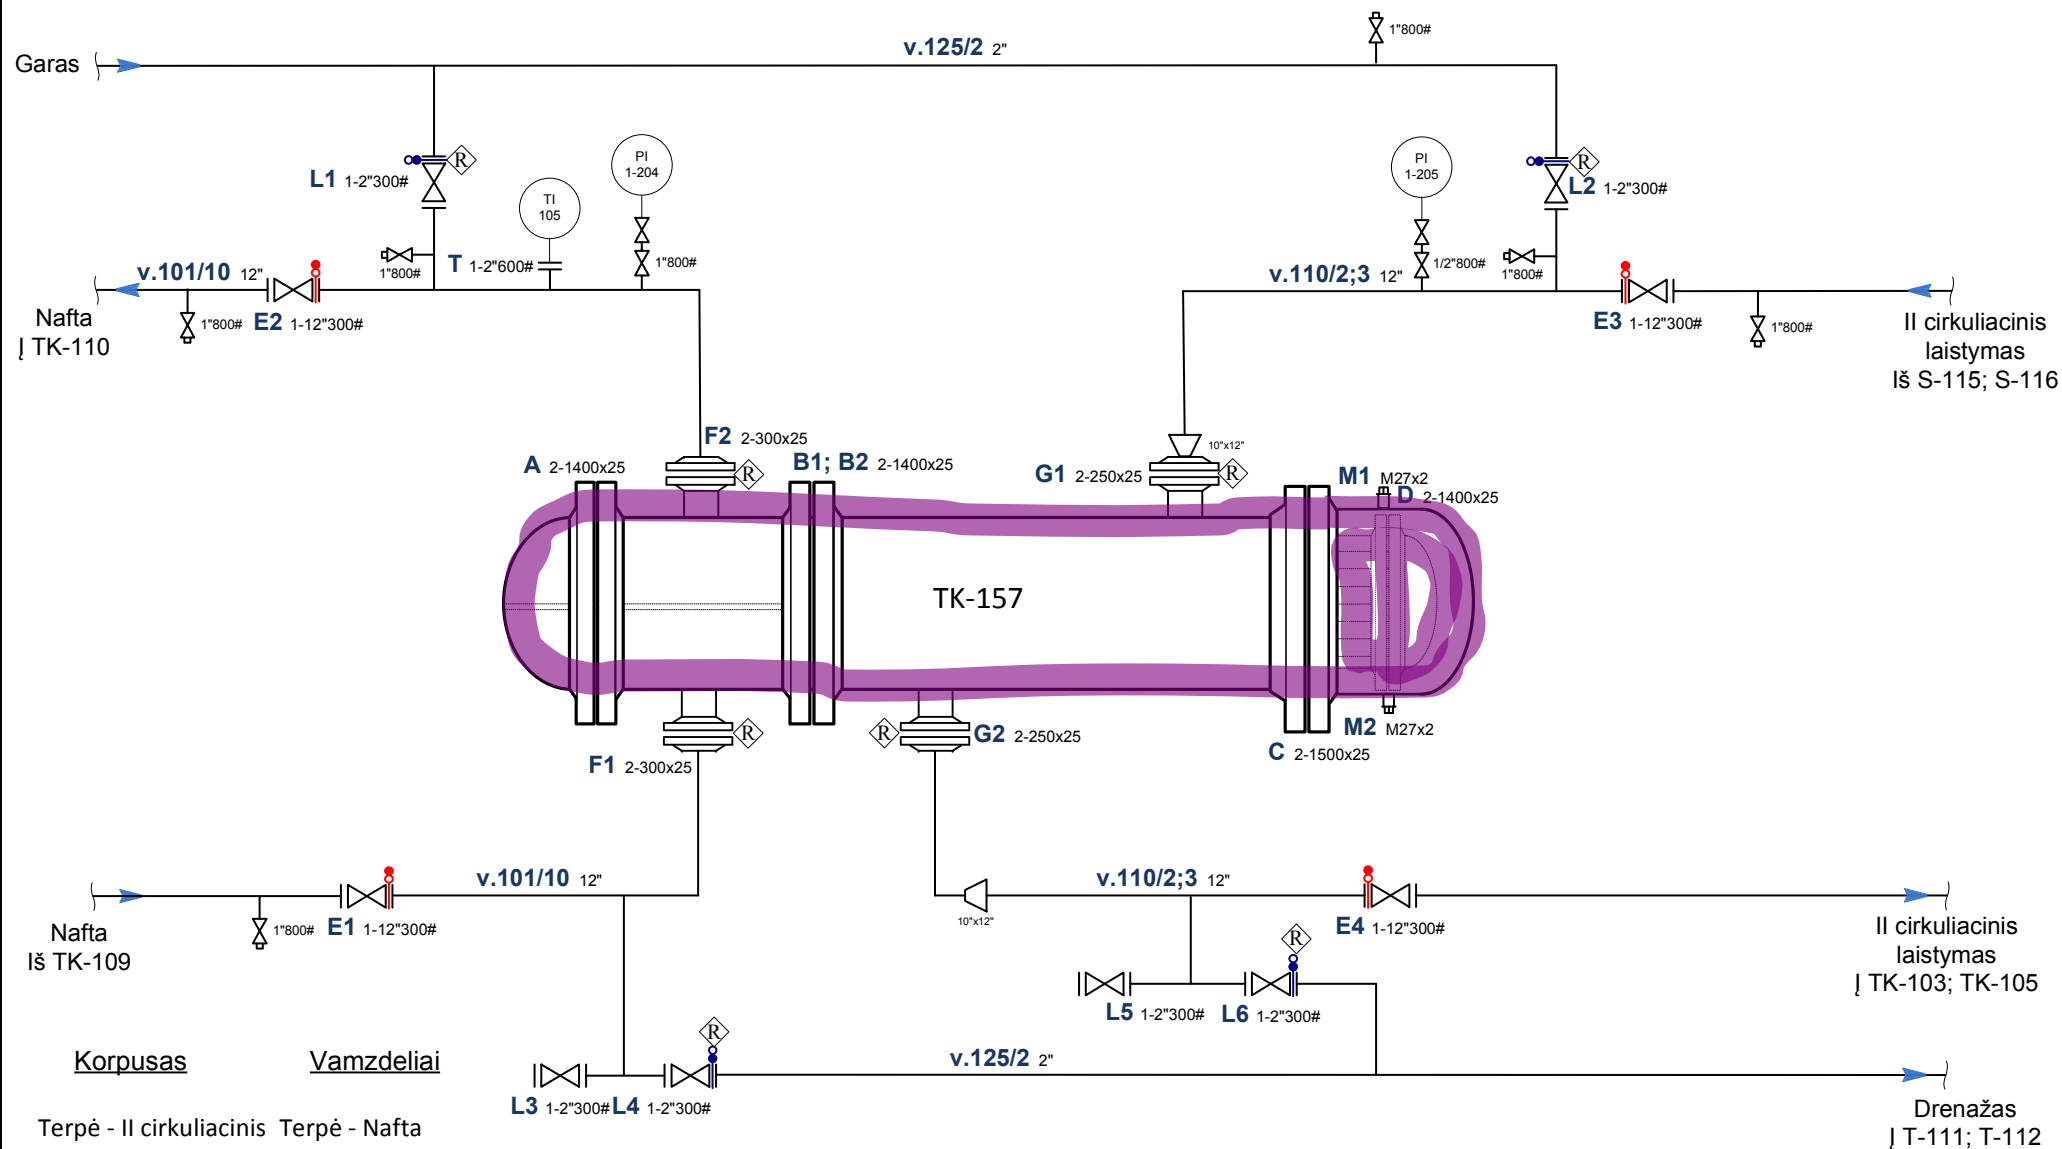 Garas
v.125/2 2"
1"800#
L1 1-2"300#
R
TI
105
PI
1-204
PI
1-205
R
L2 1-2"300#
v.101/10 12"
1"800#
T 1-2"600#
1"800#
v.110/2;3 12"
1/2"800#
1"800#
Nafta
Į TK-110
1"800#
E2 1-12"300#
E3 1-12"300#
1"800#
II cirkuliacinis
laistymas
Iš S-115; S-116
A 2-1400x25
F2 2-300x25
R
B1; B2 2-1400x25
G1 2-250x25
10"x12"
R
M1 M27x2
D 2-1400x25
TK-157
F1 2-300x25
R
R
G2 2-250x25
C 2-1500x25
M2 M27x2
Nafta
Iš TK-109
1"800#
E1 1-12"300#
v.101/10 12"
10"x12"
v.110/2;3 12"
E4 1-12"300#
II cirkuliacinis
laistymas
Į TK-103; TK-105
R
L5 1-2"300#
L6 1-2"300#
R
L3 1-2"300#
L4 1-2"300#
v.125/2 2"
Drenažas
Į T-111; T-112
Korpusas Vamzdeliai
Terpė - II cirkuliacinis Terpė - Nafta